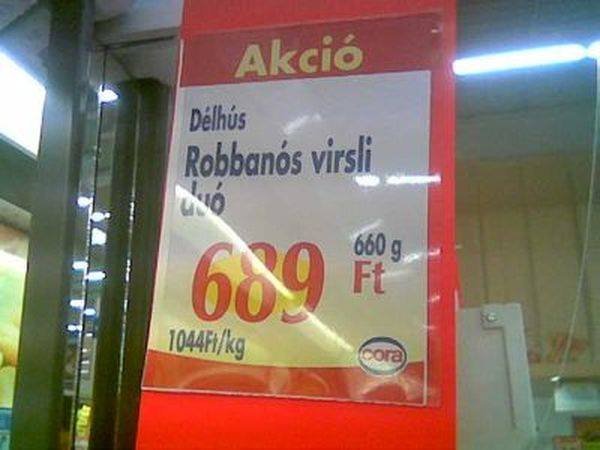 Akció
Délhús
Robbanós virsli
duó
660 g
689 Ft
1044Ft/kg
cora